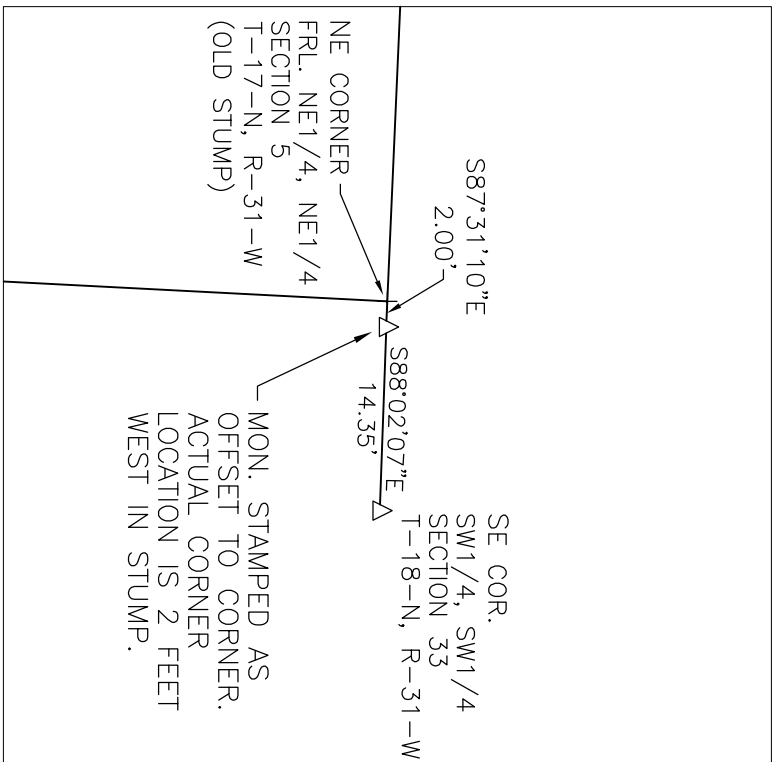 S87°31'10"E
2.00'
NE CORNER
FRL. NE1/4, NE1/4
SECTION 5
T-17-N, R-31-W
(OLD STUMP)
S88°02'07"E
14.35'
SE COR.
SW1/4, SW1/4
SECTION 33
T-18-N, R-31-W
MON. STAMPED AS
OFFSET TO CORNER.
ACTUAL CORNER
LOCATION IS 2 FEET
WEST IN STUMP.